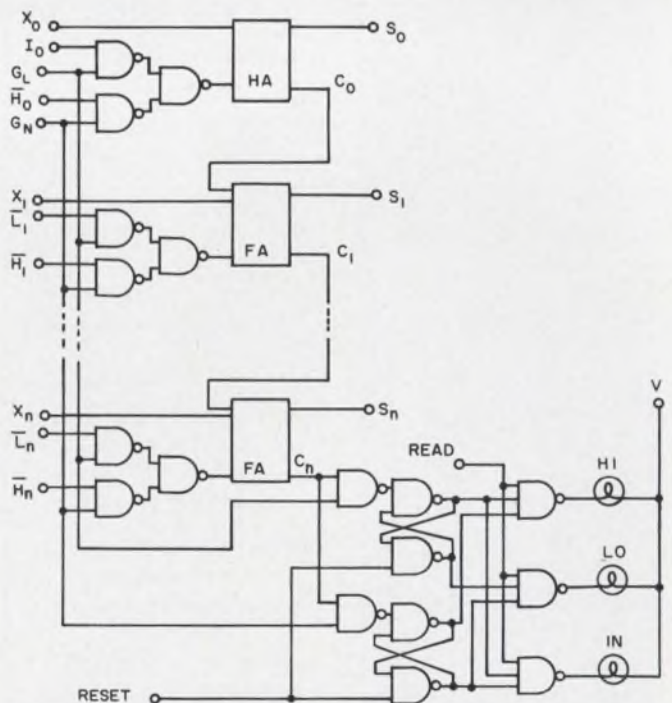 X0
I0 HA S0
GL
H̅0 C0
GN
X1 S1
L̅1
H̅1 FA C1
Xn Sn
L̅n
H̅n FA Cn
READ
V
HI
LO
IN
RESET